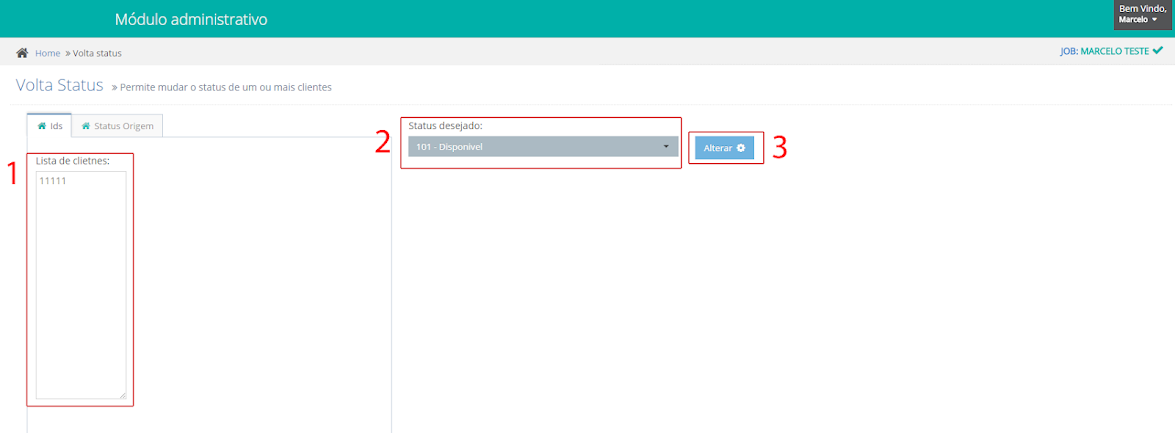 Módulo administrativo
Bem Vindo,
Marcelo
Home » Volta status
JOB: MARCELO TESTE
Volta Status » Permite mudar o status de um ou mais clientes
Ids
Status Origem
1
Lista de clietnes:
11111
2
Status desejado:
101 - Disponivel
Alterar
3